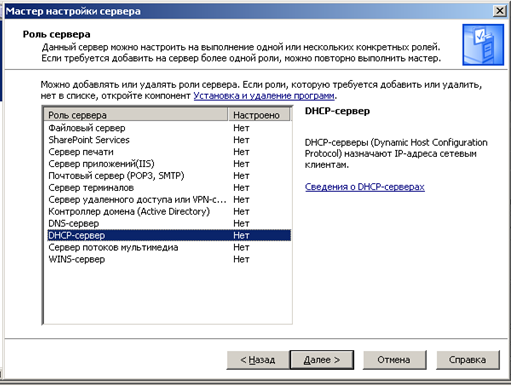 Мастер настройки сервера
Роль сервера
Данный сервер можно настроить на выполнение одной или нескольких конкретных ролей.
Если требуется добавить на сервер более одной роли, можно повторно выполнить мастер.
Можно добавлять или удалять роли сервера. Если роли, которую требуется добавить или удалить,
нет в списке, откройте компонент Установка и удаление программ.
Роль сервера Настроено
Файловый сервер Нет
SharePoint Services Нет
Сервер печати Нет
Сервер приложений(IIS) Нет
Почтовый сервер (POP3, SMTP) Нет
Сервер терминалов Нет
Сервер удаленного доступа или VPN-с... Нет
Контроллер домена (Active Directory) Нет
DNS-сервер Нет
DHCP-сервер Нет
Сервер потоков мультимедиа Нет
WINS-сервер Нет
DHCP-сервер
DHCP-серверы (Dynamic Host Configuration
Protocol) назначают IP-адреса сетевым
клиентам.
Сведения о DHCP-серверах
< Назад
Далее >
Отмена
Справка